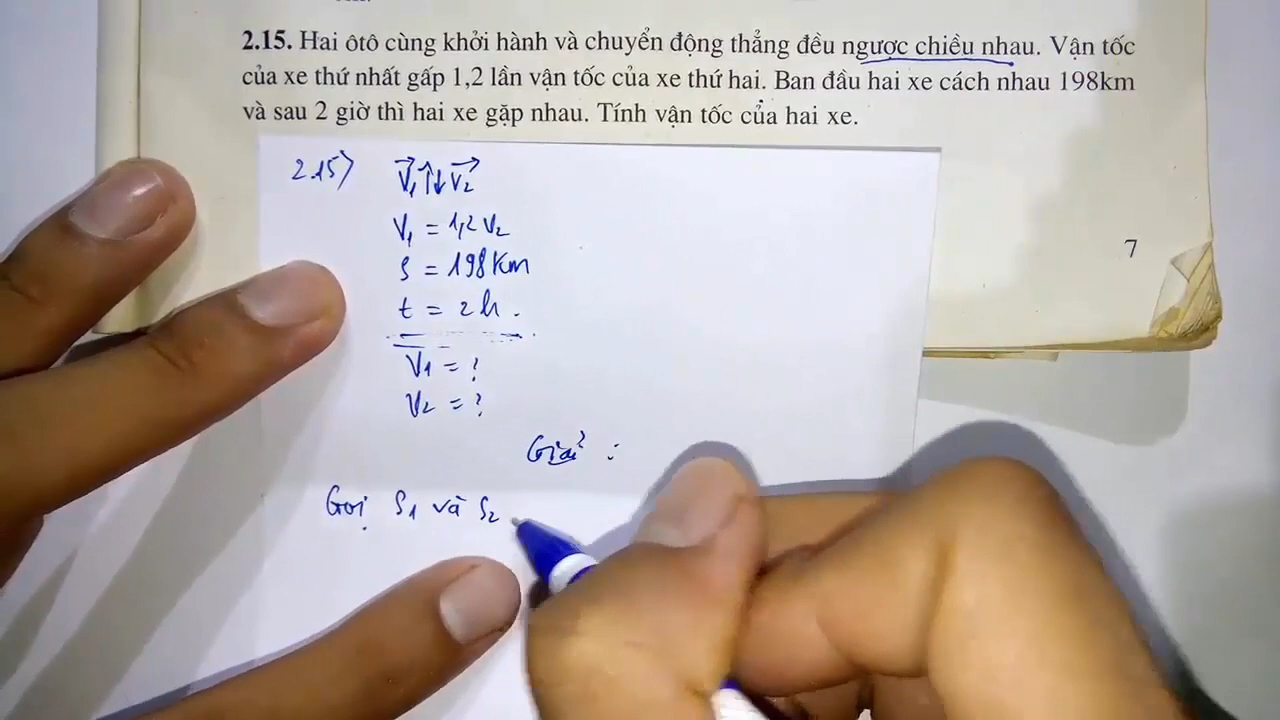 2.15. Hai ôtô cùng khởi hành và chuyển động thẳng đều ngược chiều nhau. Vận tốc
của xe thứ nhất gấp 1,2 lần vận tốc của xe thứ hai. Ban đầu hai xe cách nhau 198km
và sau 2 giờ thì hai xe gặp nhau. Tính vận tốc của hai xe.
2.15) V₁↑↓V₂
V₁ = 1,2 V₂
S = 198 Km
t = 2h.
7
V₁ = ?
V₂ = ?
Giải :
Gọi S₁ và S₂